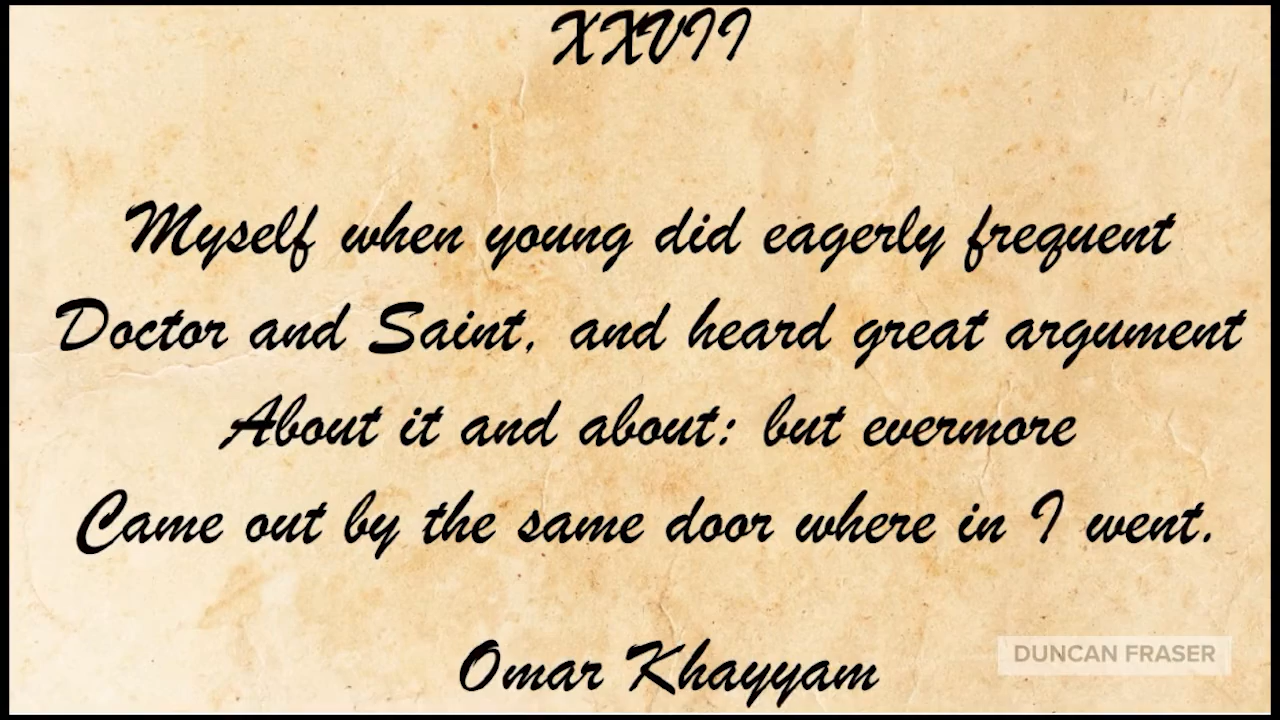 XXVII
Myself when young did eagerly frequent
Doctor and Saint, and heard great argument
About it and about: but evermore
Came out by the same door where in I went.
Omar Khayyam
DUNCAN FRASER